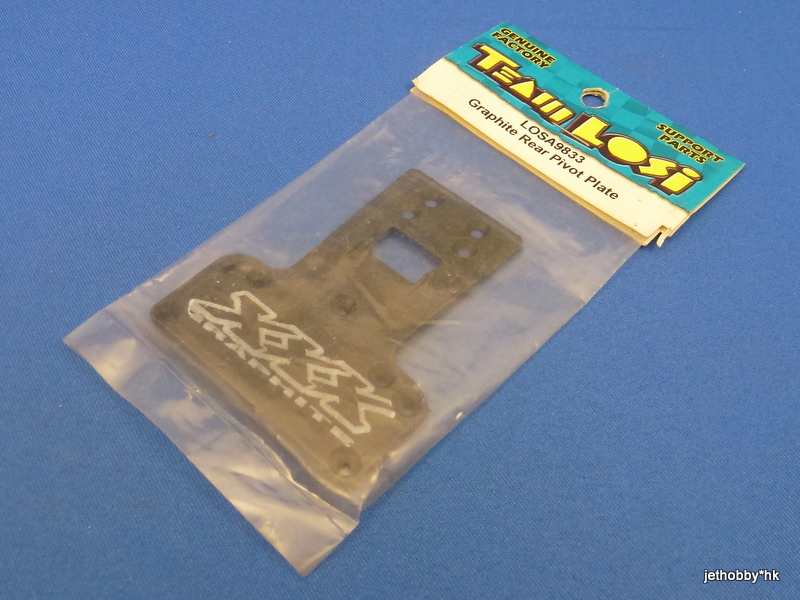 GENUINE
FACTORY
TEAM LOSI
SUPPORT
PARTS
LOSA9833
Graphite Rear Pivot Plate
XXX
GRAPHITE
jethobby*hk